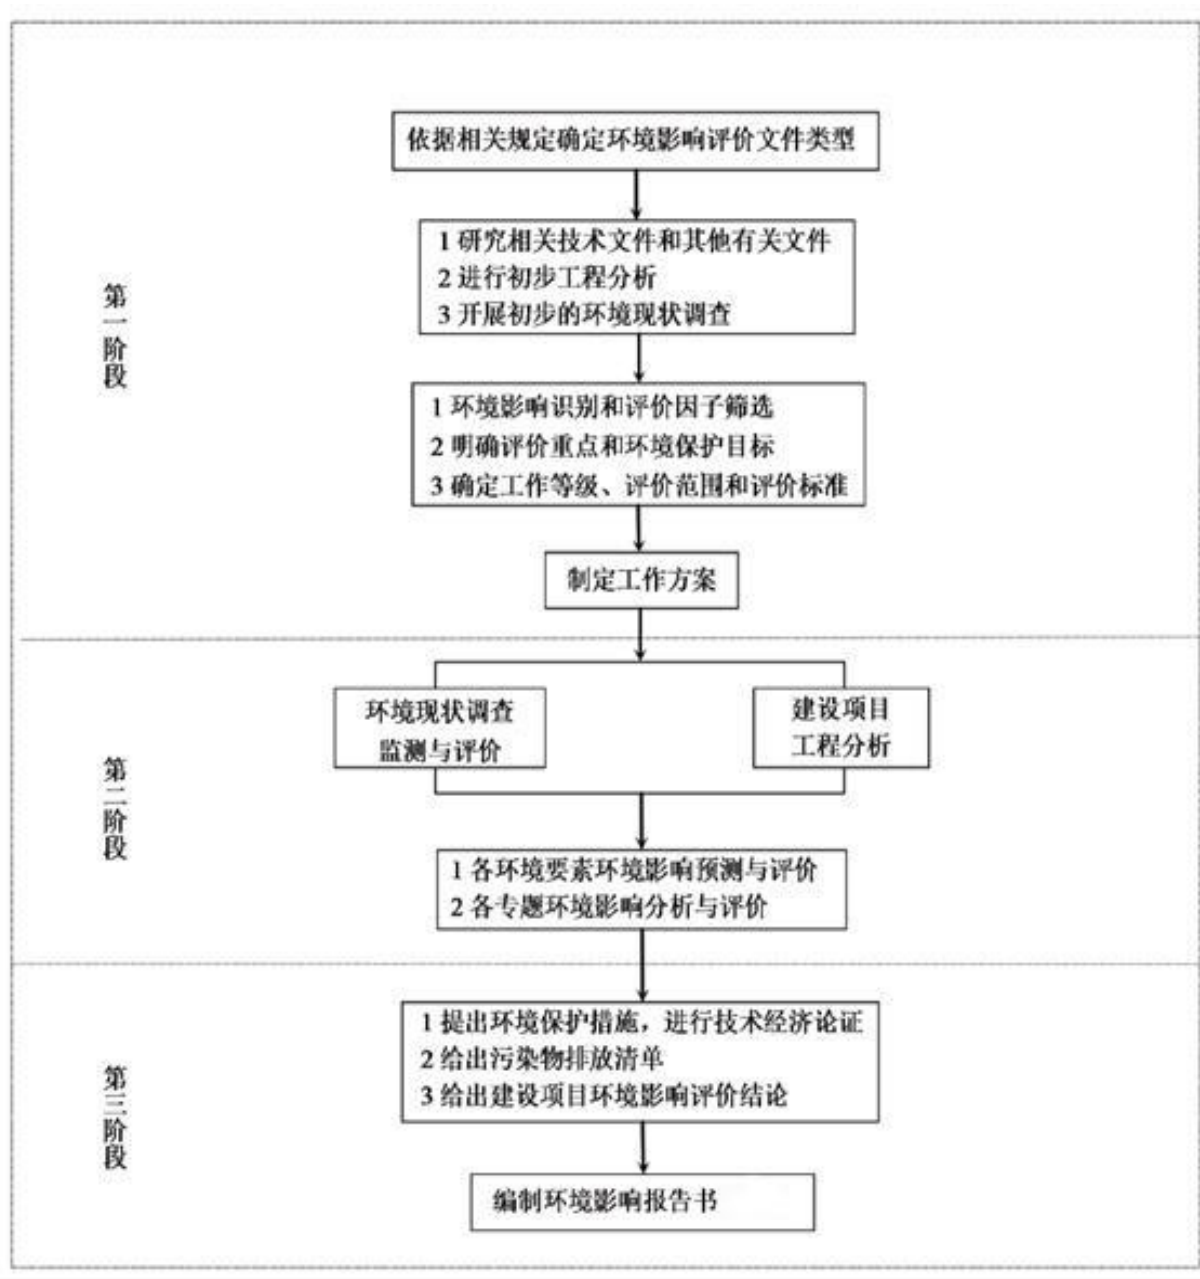 依据相关规定确定环境影响评价文件类型
1 研究相关技术文件和其他有关文件
2 进行初步工程分析
3 开展初步的环境现状调查
第一阶段
1 环境影响识别和评价因子筛选
2 明确评价重点和环境保护目标
3 确定工作等级、评价范围和评价标准
制定工作方案
环境现状调查
监测与评价
建设项目
工程分析
第二阶段
1 各环境要素环境影响预测与评价
2 各专题环境影响分析与评价
1 提出环境保护措施，进行技术经济论证
2 给出污染物排放清单
3 给出建设项目环境影响评价结论
第三阶段
编制环境影响报告书